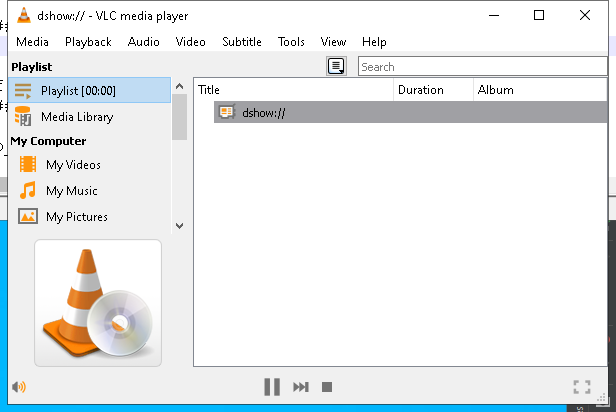 dshow:// - VLC media player
Media Playback Audio Video Subtitle Tools View Help
Playlist
Search
Playlist [00:00]
Media Library
My Computer
My Videos
My Music
My Pictures
Title Duration Album
dshow://